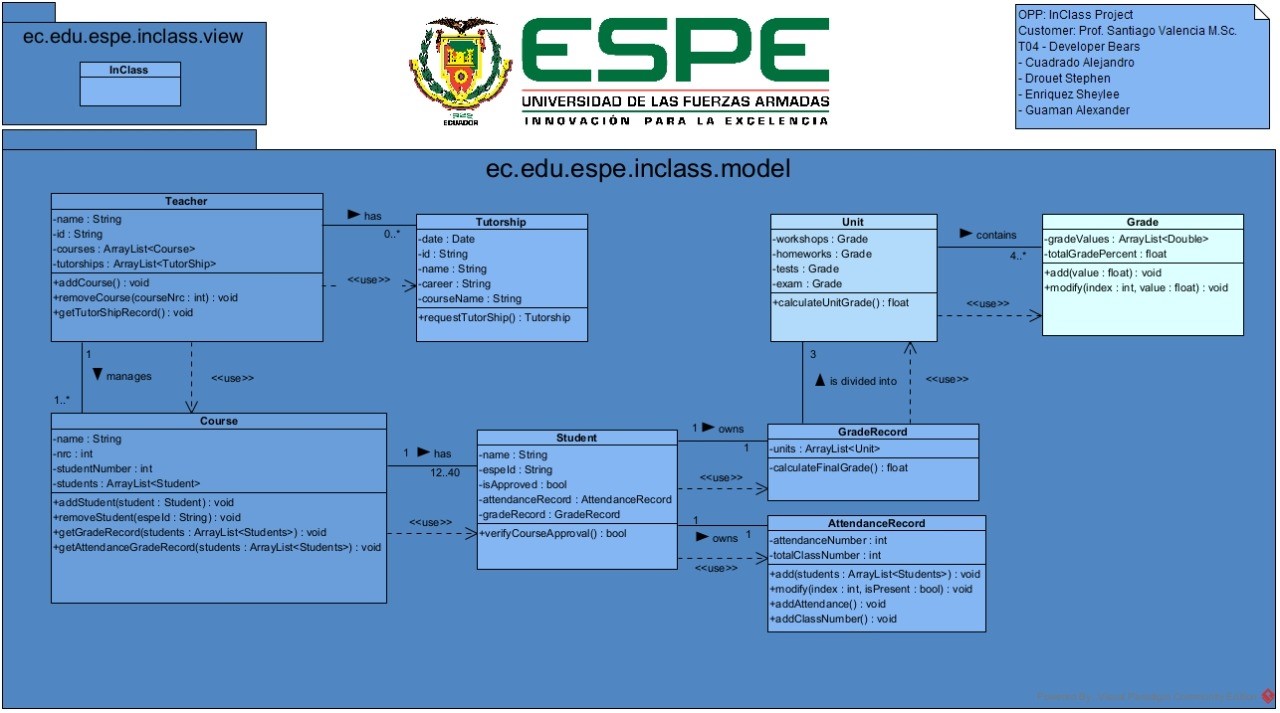 ec.edu.espe.inclass.view
InClass
ECUADOR
ESPE
UNIVERSIDAD DE LAS FUERZAS ARMADAS
INNOVACIÓN PARA LA EXCELENCIA
OPP: InClass Project
Customer: Prof. Santiago Valencia M.Sc.
T04 - Developer Bears
- Cuadrado Alejandro
- Drouet Stephen
- Enriquez Sheylee
- Guaman Alexander
ec.edu.espe.inclass.model
Teacher
-name : String
-id : String
-courses : ArrayList<Course>
-tutorships : ArrayList<TutorShip>
+addCourse() : void
+removeCourse(courseNrc : int) : void
+getTutorShipRecord() : void
has
0..*
<<use>>
Tutorship
-date : Date
-id : String
-name : String
-career : String
-courseName : String
+requestTutorShip() : Tutorship
Unit
-workshops : Grade
-homeworks : Grade
-tests : Grade
-exam : Grade
+calculateUnitGrade() : float
contains
4..*
<<use>>
Grade
-gradeValues : ArrayList<Double>
-totalGradePercent : float
+add(value : float) : void
+modify(index : int, value : float) : void
1
manages
1..*
<<use>>
3
is divided into
<<use>>
Course
-name : String
-nrc : int
-studentNumber : int
-students : ArrayList<Student>
+addStudent(student : Student) : void
+removeStudent(espeId : String) : void
+getGradeRecord(students : ArrayList<Students>) : void
+getAttendanceGradeRecord(students : ArrayList<Students>) : void
1 has
12..40
<<use>>
Student
-name : String
-espeId : String
-isApproved : bool
-attendanceRecord : AttendanceRecord
-gradeRecord : GradeRecord
+verifyCourseApproval() : bool
1 owns
1
<<use>>
GradeRecord
-units : ArrayList<Unit>
-calculateFinalGrade() : float
1
owns 1
<<use>>
AttendanceRecord
-attendanceNumber : int
-totalClassNumber : int
+add(students : ArrayList<Students>) : void
+modify(index : int, isPresent : bool) : void
+addAttendance() : void
+addClassNumber() : void